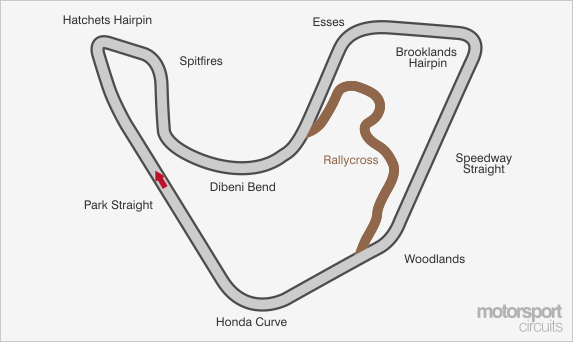 Hatchets Hairpin
Esses
Spitfires
Brooklands
Hairpin
Rallycross
Speedway
Straight
Dibeni Bend
Park Straight
Woodlands
Honda Curve
motorsport
circuits